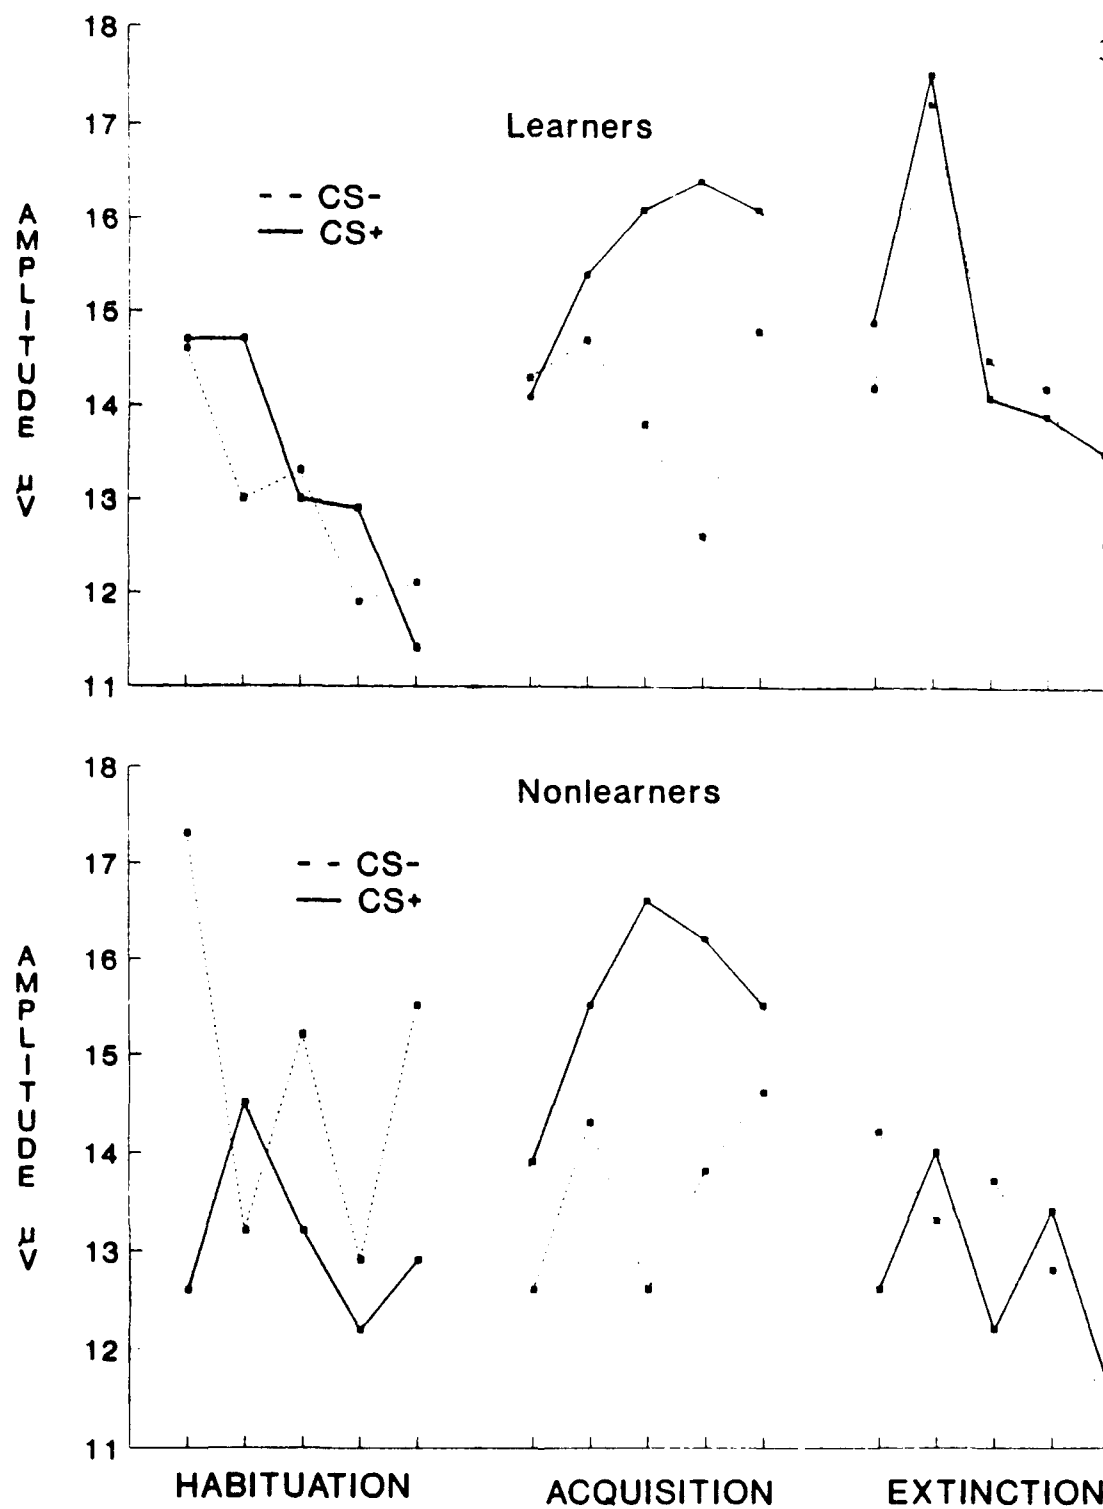 18
17
16
15
14
13
12
11
AMPLITUDE µV
Learners
CS-
CS+
18
17
16
15
14
13
12
11
AMPLITUDE µV
Nonlearners
CS-
CS+
HABITUATION
ACQUISITION
EXTINCTION